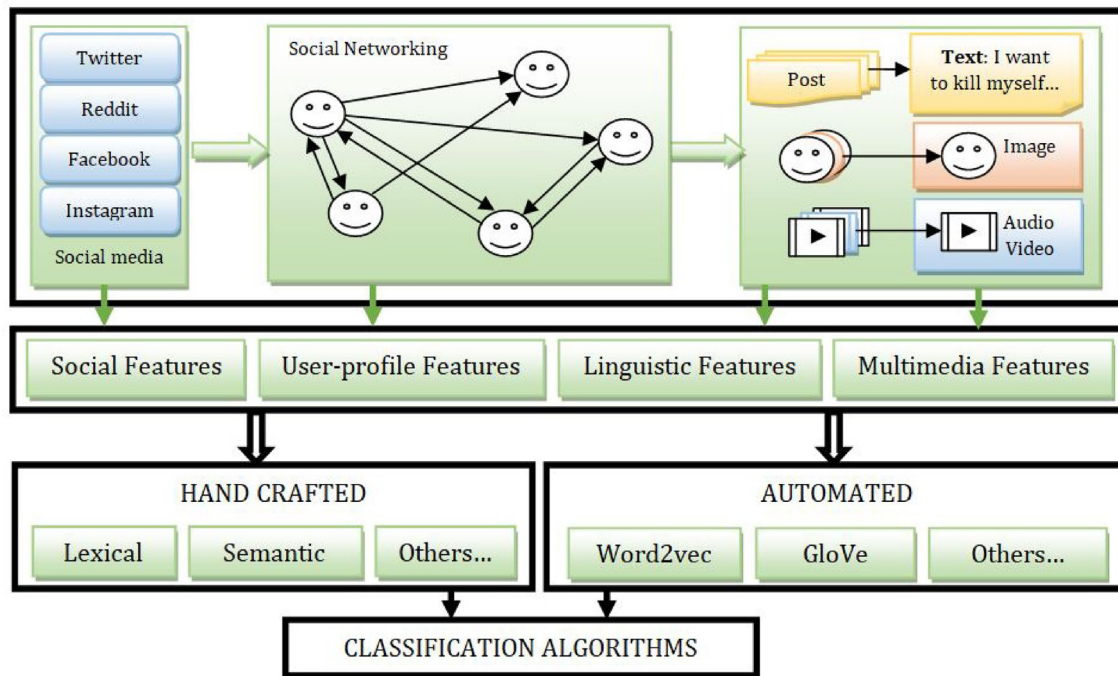 Twitter
Reddit
Facebook
Instagram
Social media
Social Networking
Post
Text: I want
to kill myself...
Image
Audio
Video
Social Features
User-profile Features
Linguistic Features
Multimedia Features
HAND CRAFTED
Lexical
Semantic
Others...
AUTOMATED
Word2vec
GloVe
Others...
CLASSIFICATION ALGORITHMS